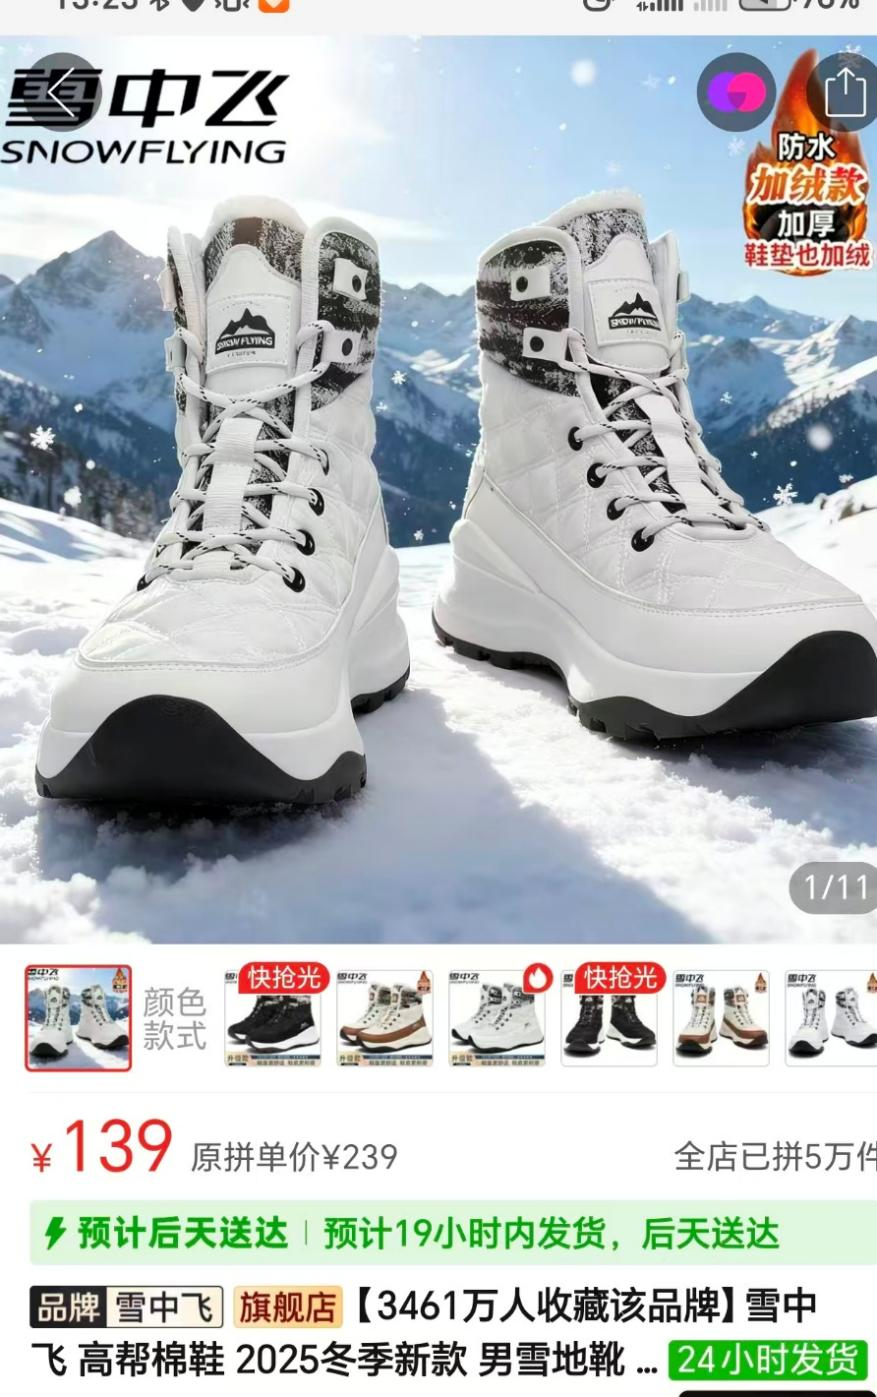 雪中飞
SNOWFLYING
防水
加绒款
加厚
鞋垫也加绒
SNOW FLYING
SNOW FLYING
1/11
颜色
款式
快抢光
快抢光
¥139 原拼单价¥239 全店已拼5万件
预计后天送达 | 预计19小时内发货，后天送达
品牌 雪中飞 旗舰店【3461万人收藏该品牌】雪中
飞 高帮棉鞋 2025冬季新款 男雪地靴 ... 24小时发货